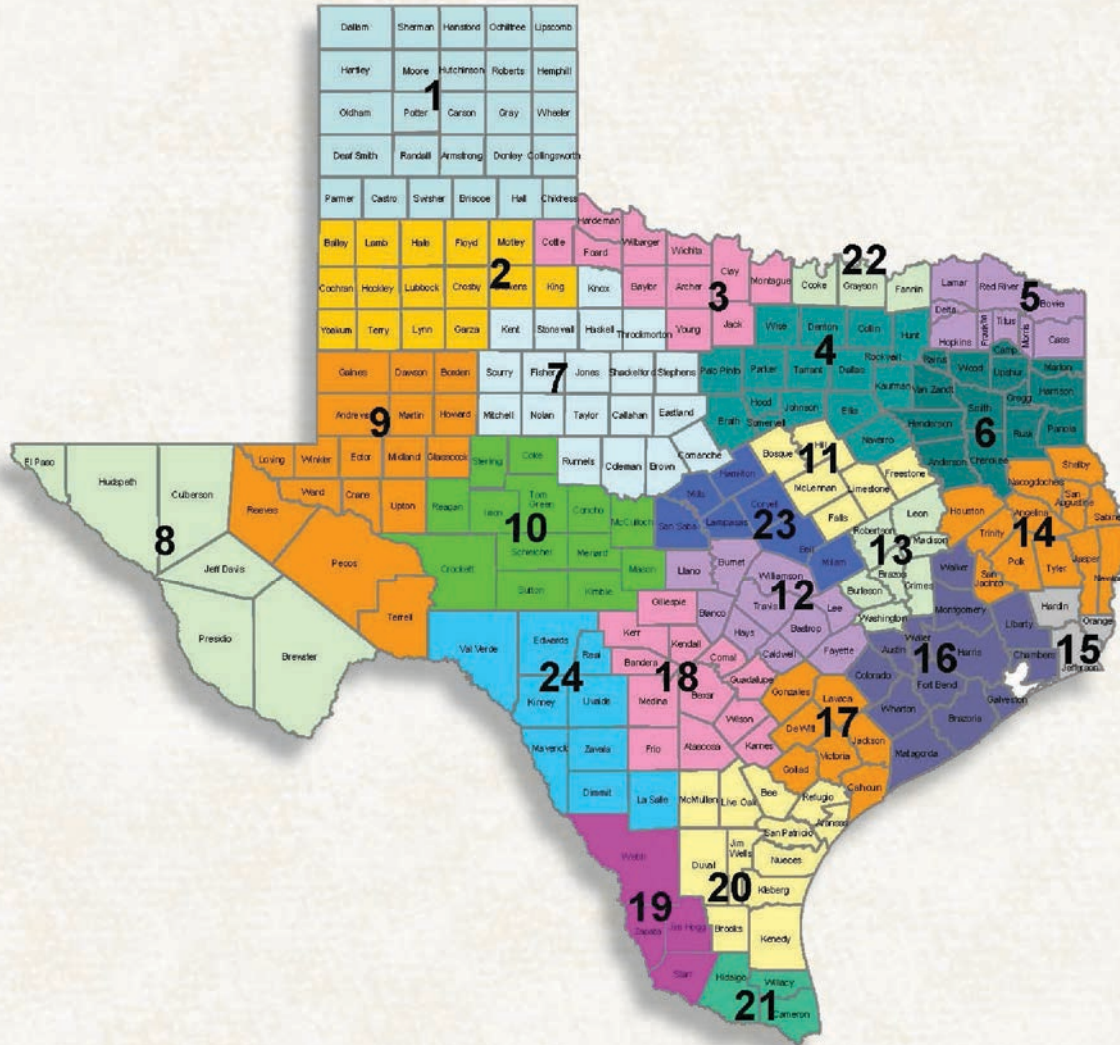 Dallam Sherman Hansford Ochiltree Lipscomb
Hartley Moore Hutchinson Roberts Hemphill
1
Oldham Potter Carson Gray Wheeler
Deaf Smith Randall Armstrong Donley Collingsworth
Parmer Castro Swisher Briscoe Hall Childress
Hardeman
Bailey Lamb Hale Floyd Motley Cottle Foard Wilbarger Wichita
2
Clay Montague
22
Cooke Grayson Fannin Lamar Red River
5
Bowie
Cochran Hockley Lubbock Crosby King Knox Baylor Archer
3
Delta Titus Morris Cass
Hopkins
Yoakum Terry Lynn Garza Kent Stonewall Haskell Throckmorton Young Jack Wise Denton Collin Hunt
4
Rockwall Rains Wood Camp Upshur Marion
Gaines Dawson Borden Scurry Fisher Jones Shackelford Stephens Palo Pinto Parker Tarrant Dallas Kaufman Van Zandt Gregg Harrison
7
Andrews Martin Howard Mitchell Nolan Taylor Callahan Eastland Erath Hood Somervell Johnson Ellis Henderson Smith Rusk Panola
9
6
Navarro Anderson Cherokee
El Paso Hudspeth Culberson Loving Winkler Ector Midland Glasscock Sterling Coke Runnels Coleman Brown Comanche Bosque Hill Freestone Shelby
11
Hamilton McLennan Limestone Nacogdoches San Augustine
Reeves Ward Crane Upton Reagan Irion Tom Green Concho McCulloch San Saba Mills Lampasas Coryell Falls Leon Houston Angelina Sabine
10
23
14
8
Robertson Madison Trinity Polk Tyler Jasper
13
Jeff Davis Pecos Crockett Schleicher Menard Mason Llano Burnet Bell Milam Brazos Grimes Walker San Jacinto
Sutton Kimble Williamson Burleson Washington Montgomery Liberty Hardin Orange
12
Presidio Brewster Terrell Gillespie Blanco Travis Lee Bastrop
15
Jefferson
Val Verde Edwards Real Kerr Kendall Hays Caldwell Fayette Austin Waller Harris Chambers
24
16
18
Bandera Comal Guadalupe Colorado Fort Bend Galveston
Kinney Uvalde Medina Bexar Gonzales Lavaca Wharton Brazoria
17
Wilson De Witt Jackson Matagorda
Maverick Zavala Frio Atascosa Karnes Goliad Victoria Calhoun
Dimmit La Salle McMullen Live Oak Bee Refugio Aransas
San Patricio
Webb Duval Jim Wells Nueces
20
Kleberg
19
Zapata Jim Hogg Brooks Kenedy
Starr Hidalgo Willacy
21
Cameron